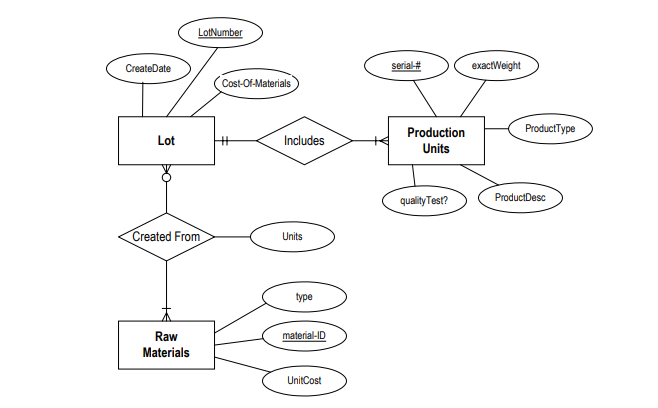 LotNumber
CreateDate
Cost-Of-Materials
serial-#
exactWeight
Lot
Includes
Production
Units
ProductType
qualityTest?
ProductDesc
Created From
Units
type
Raw
Materials
material-ID
UnitCost